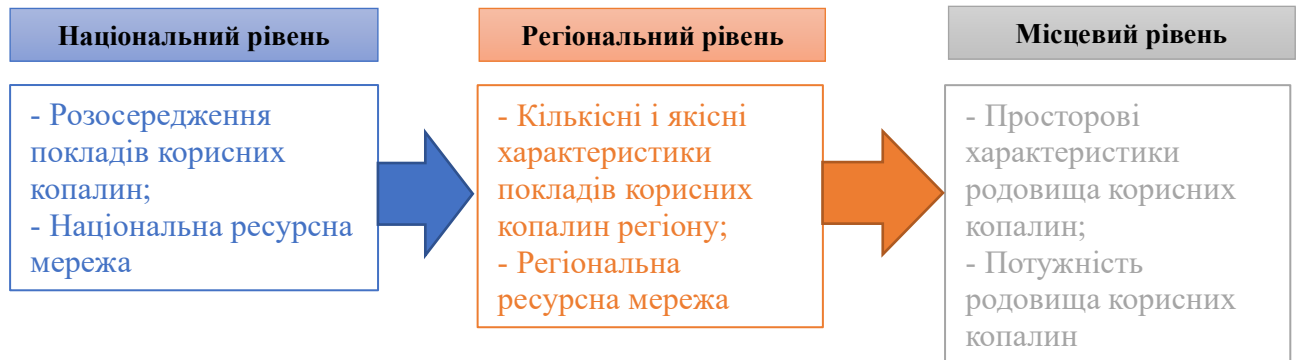 Національний рівень
- Розосередження
покладів корисних
копалин;
- Національна ресурсна
мережа
Регіональний рівень
- Кількісні і якісні
характеристики
покладів корисних
копалин регіону;
- Регіональна
ресурсна мережа
Місцевий рівень
- Просторові
характеристики
родовища корисних
копалин;
- Потужність
родовища корисних
копалин